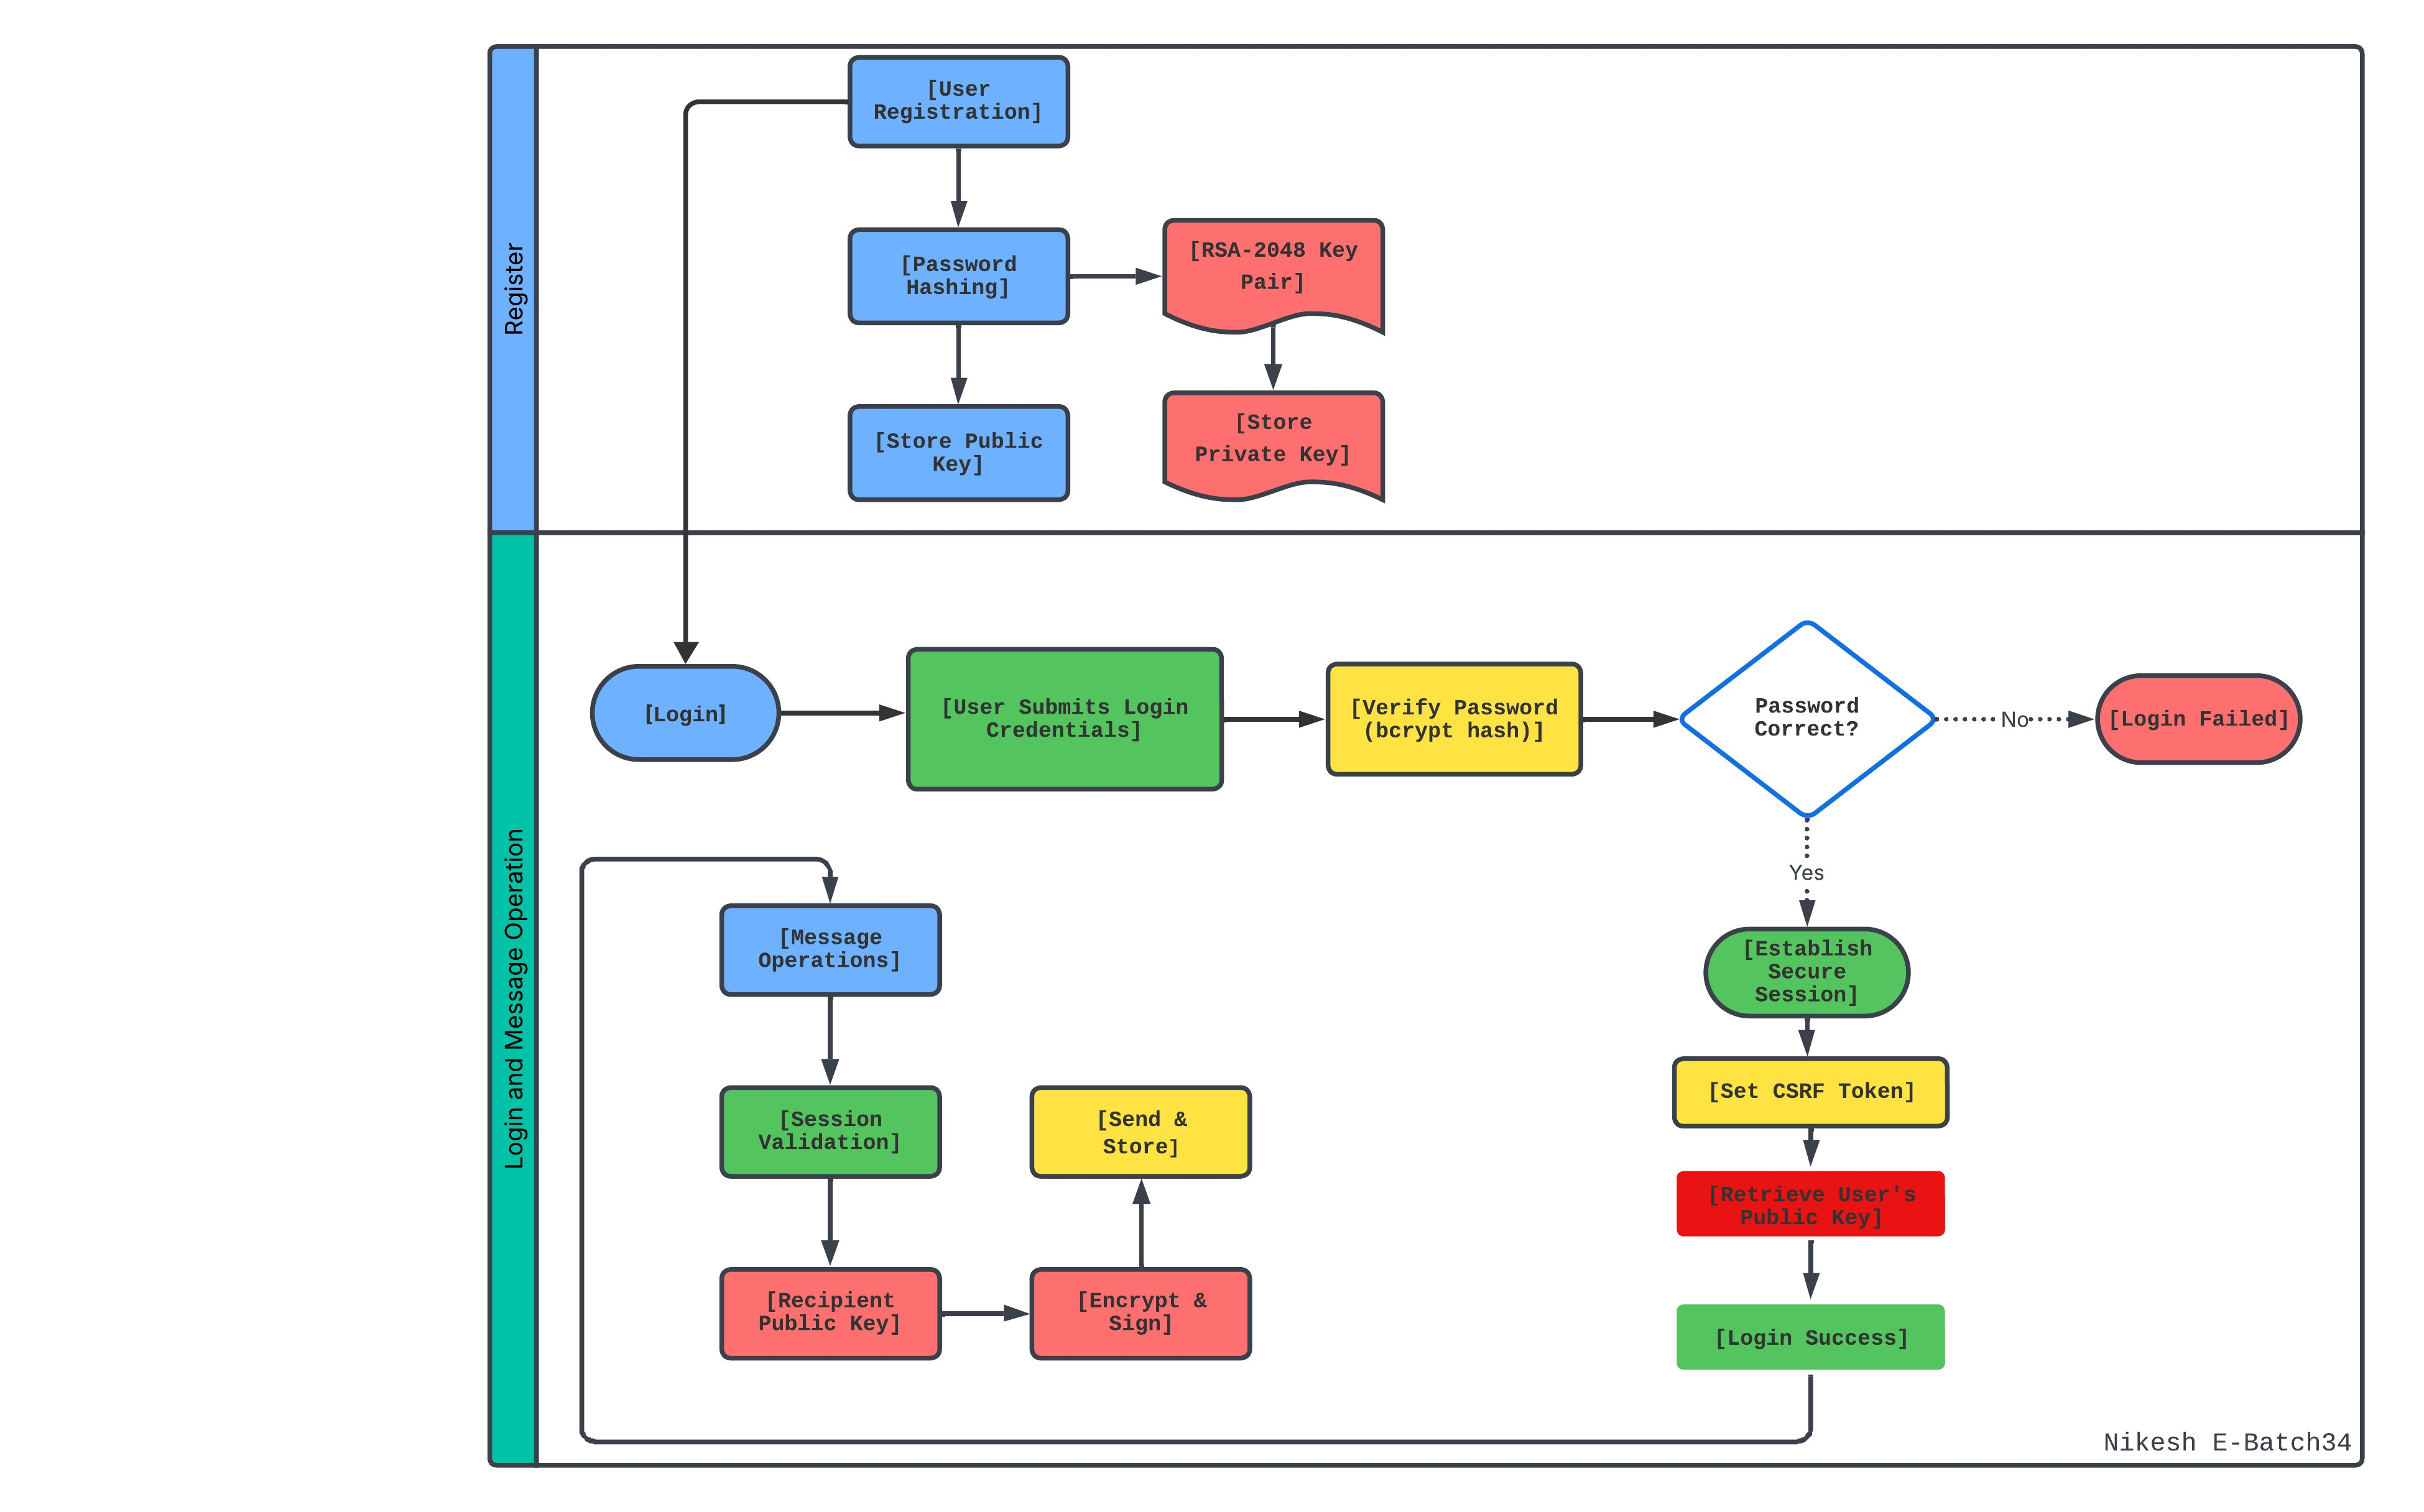 Register
[User
Registration]
[Password
Hashing]
[RSA-2048 Key
Pair]
[Store Public
Key]
[Store
Private Key]
Login and Message Operation
[Login]
[User Submits Login
Credentials]
[Verify Password
(bcrypt hash)]
Password
Correct?
No
[Login Failed]
Yes
[Establish
Secure
Session]
[Set CSRF Token]
[Retrieve User's
Public Key]
[Login Success]
[Message
Operations]
[Session
Validation]
[Recipient
Public Key]
[Encrypt &
Sign]
[Send &
Store]
Nikesh E-Batch34